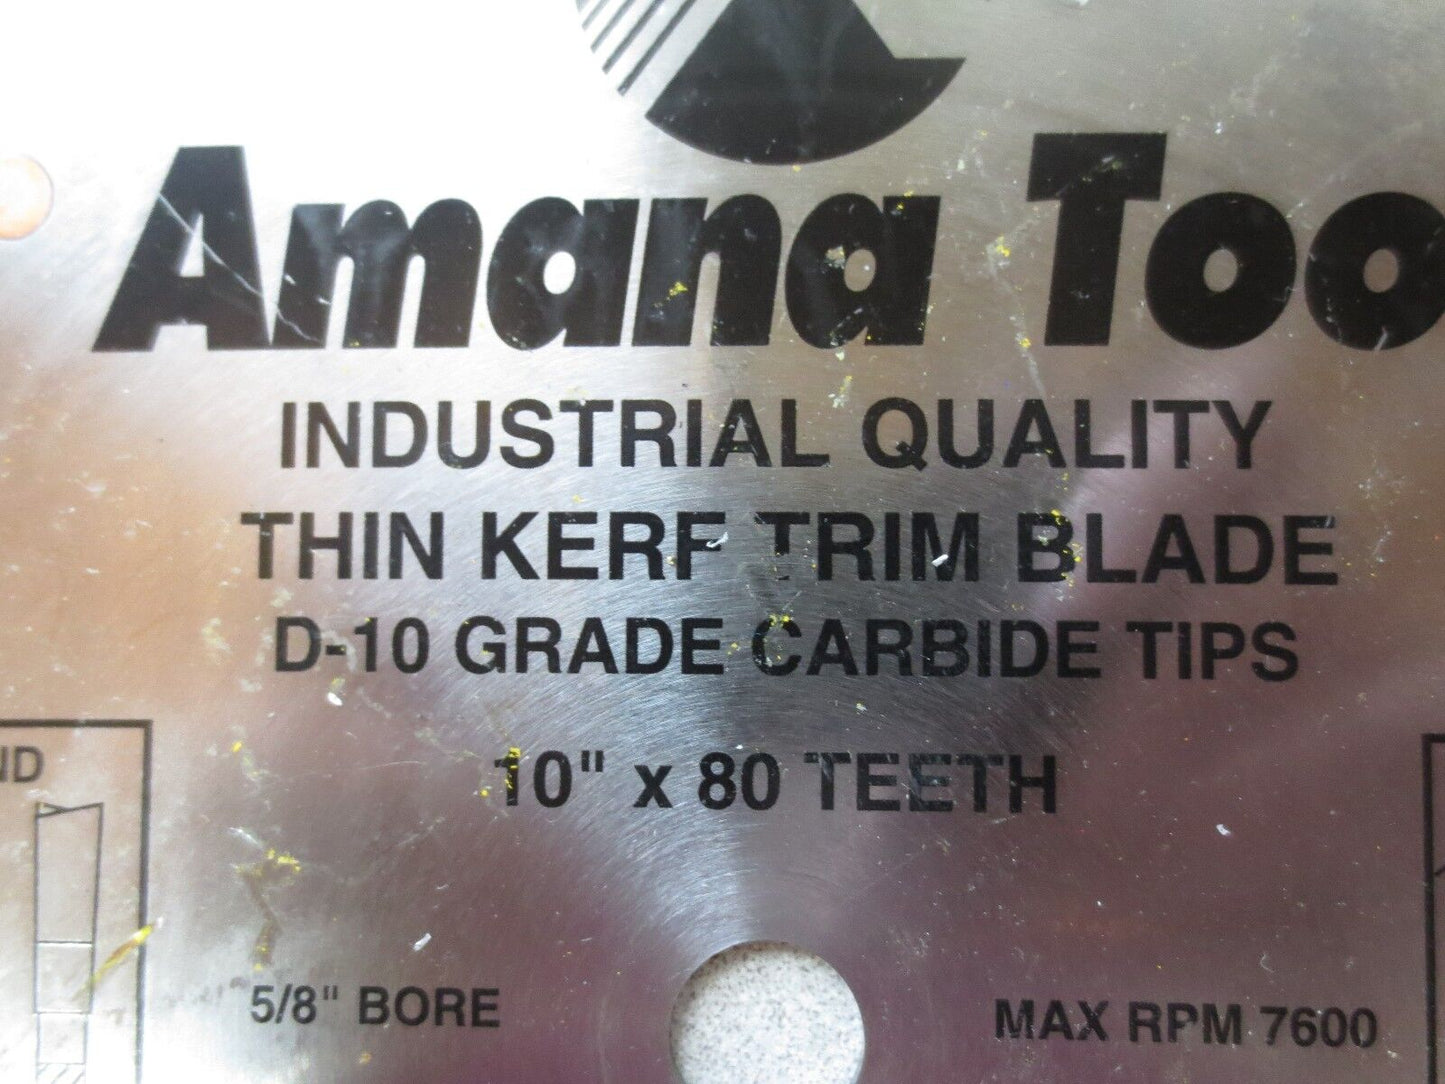 Amana Too
INDUSTRIAL QUALITY
THIN KERF TRIM BLADE
D-10 GRADE CARBIDE TIPS
10" x 80 TEETH
ND
5/8" BORE
MAX RPM 7600